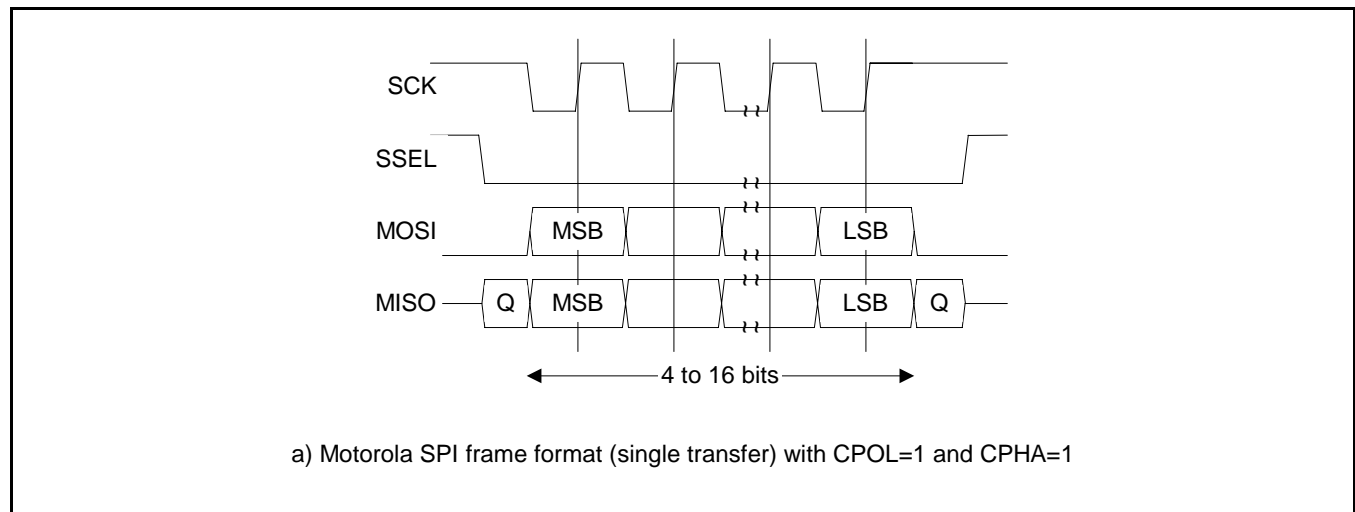 SCK
SSEL
MOSI MSB LSB
MISO Q MSB LSB Q
4 to 16 bits
a) Motorola SPI frame format (single transfer) with CPOL=1 and CPHA=1